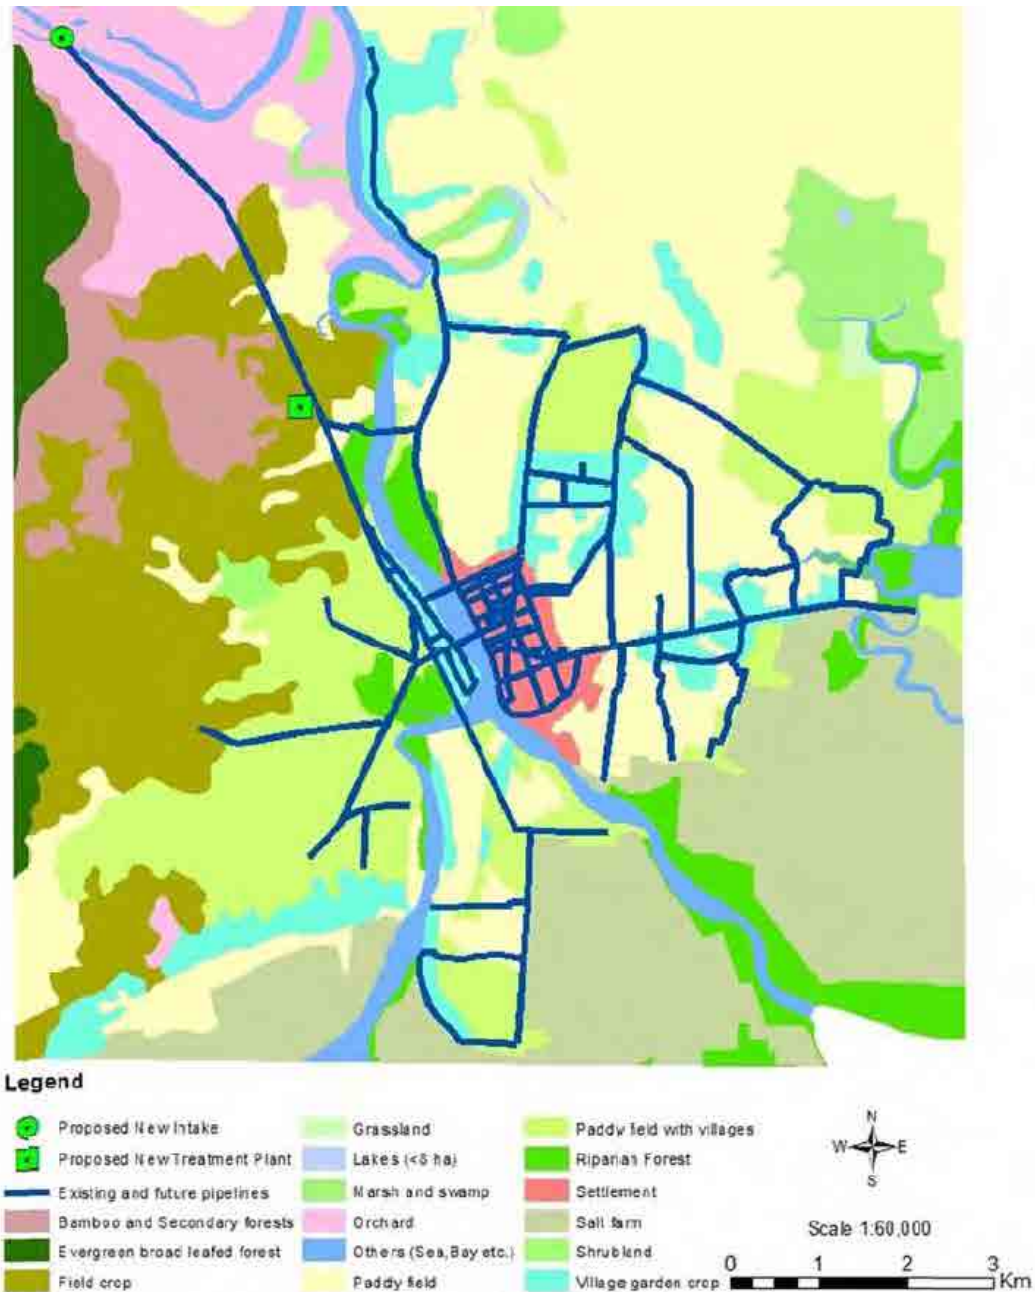 Legend
Proposed New Intake
Proposed New Treatment Plant
Existing and future pipelines
Bamboo and Secondary forests
Evergreen broad leafed forest
Field crop
Grassland
Lakes (<8 ha)
Marsh and swamp
Orchard
Others (Sea, Bay etc.)
Paddy field
Paddy field with villages
Riparian Forest
Settlement
Salt farm
Shrubland
Village garden crop
N
W E
S
Scale 1:60,000
0 1 2 3
Km